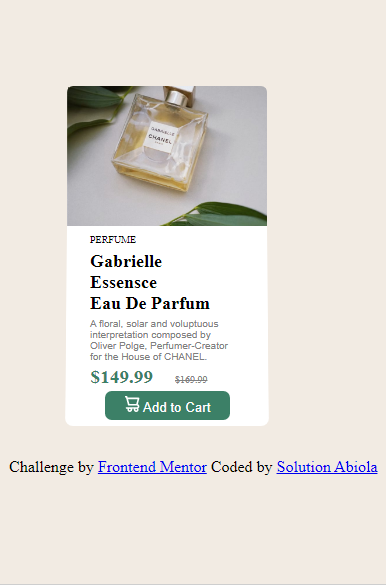 GABRIELLE
CHANEL
PERFUME
Gabrielle
Essensce
Eau De Parfum
A floral, solar and voluptuous
interpretation composed by
Oliver Polge, Perfumer-Creator
for the House of CHANEL.
$149.99 $169.99
Add to Cart
Challenge by Frontend Mentor Coded by Solution Abiola